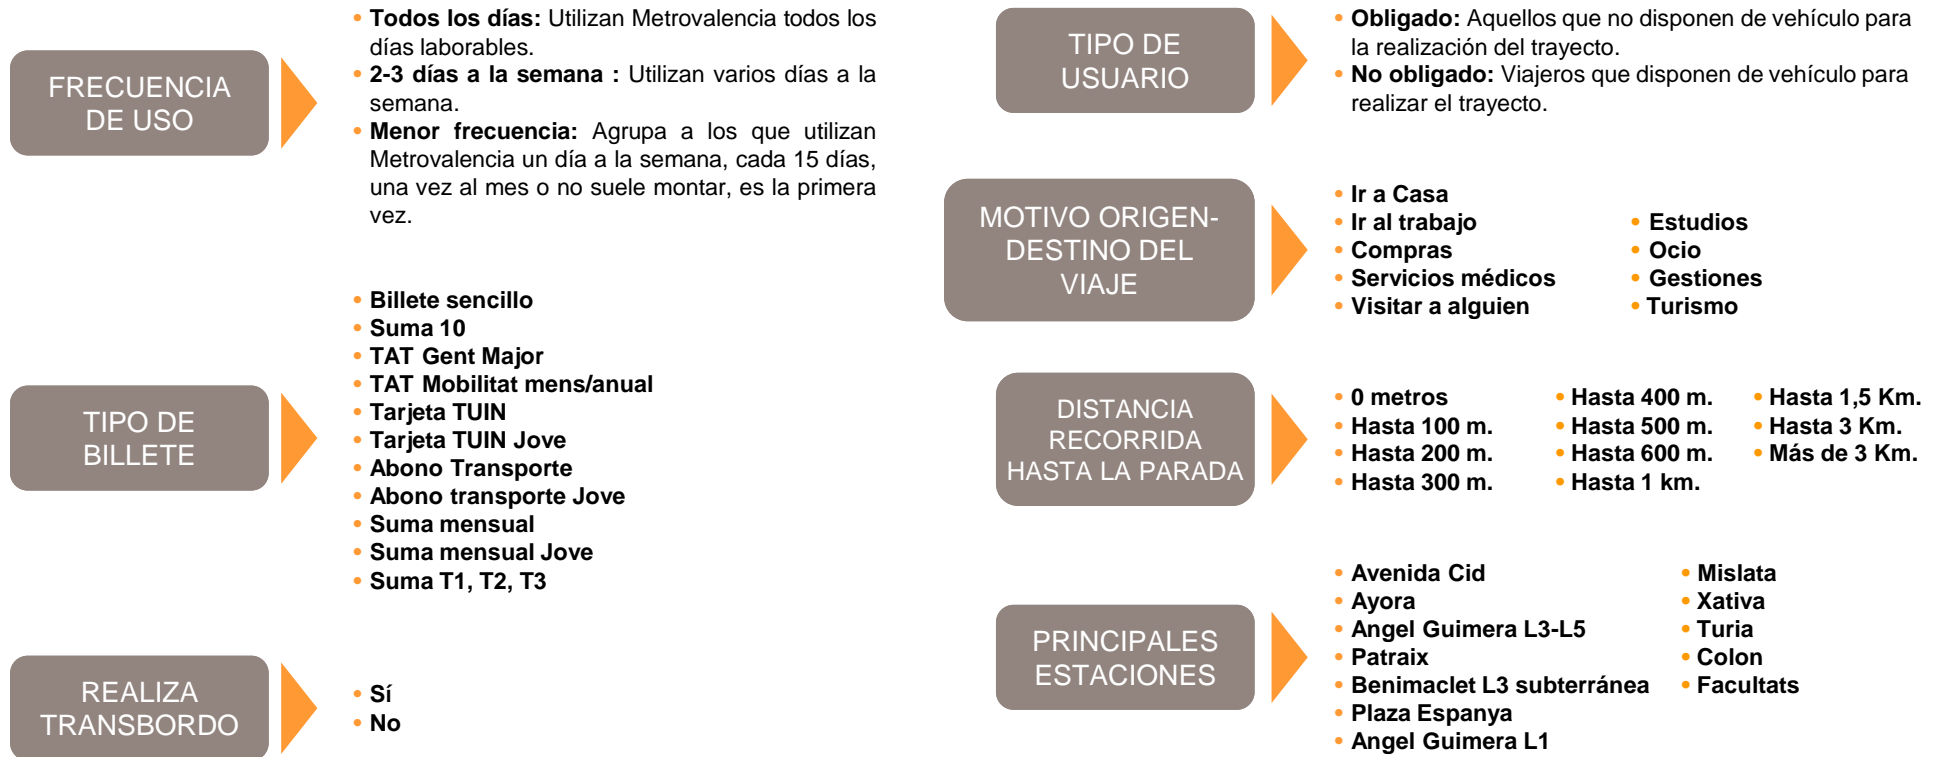 FRECUENCIA
DE USO
• Todos los días: Utilizan Metrovalencia todos los
días laborables.
• 2-3 días a la semana : Utilizan varios días a la
semana.
• Menor frecuencia: Agrupa a los que utilizan
Metrovalencia un día a la semana, cada 15 días,
una vez al mes o no suele montar, es la primera
vez.
TIPO DE
BILLETE
• Billete sencillo
• Suma 10
• TAT Gent Major
• TAT Mobilitat mens/anual
• Tarjeta TUIN
• Tarjeta TUIN Jove
• Abono Transporte
• Abono transporte Jove
• Suma mensual
• Suma mensual Jove
• Suma T1, T2, T3
REALIZA
TRANSBORDO
• Sí
• No
TIPO DE
USUARIO
• Obligado: Aquellos que no disponen de vehículo para
la realización del trayecto.
• No obligado: Viajeros que disponen de vehículo para
realizar el trayecto.
MOTIVO ORIGEN-
DESTINO DEL
VIAJE
• Ir a Casa
• Ir al trabajo
• Compras
• Servicios médicos
• Visitar a alguien
• Estudios
• Ocio
• Gestiones
• Turismo
DISTANCIA
RECORRIDA
HASTA LA PARADA
• 0 metros
• Hasta 100 m.
• Hasta 200 m.
• Hasta 300 m.
• Hasta 400 m.
• Hasta 500 m.
• Hasta 600 m.
• Hasta 1 km.
• Hasta 1,5 Km.
• Hasta 3 Km.
• Más de 3 Km.
PRINCIPALES
ESTACIONES
• Avenida Cid
• Ayora
• Angel Guimera L3-L5
• Patraix
• Benimaclet L3 subterránea
• Plaza Espanya
• Angel Guimera L1
• Mislata
• Xativa
• Turia
• Colon
• Facultats